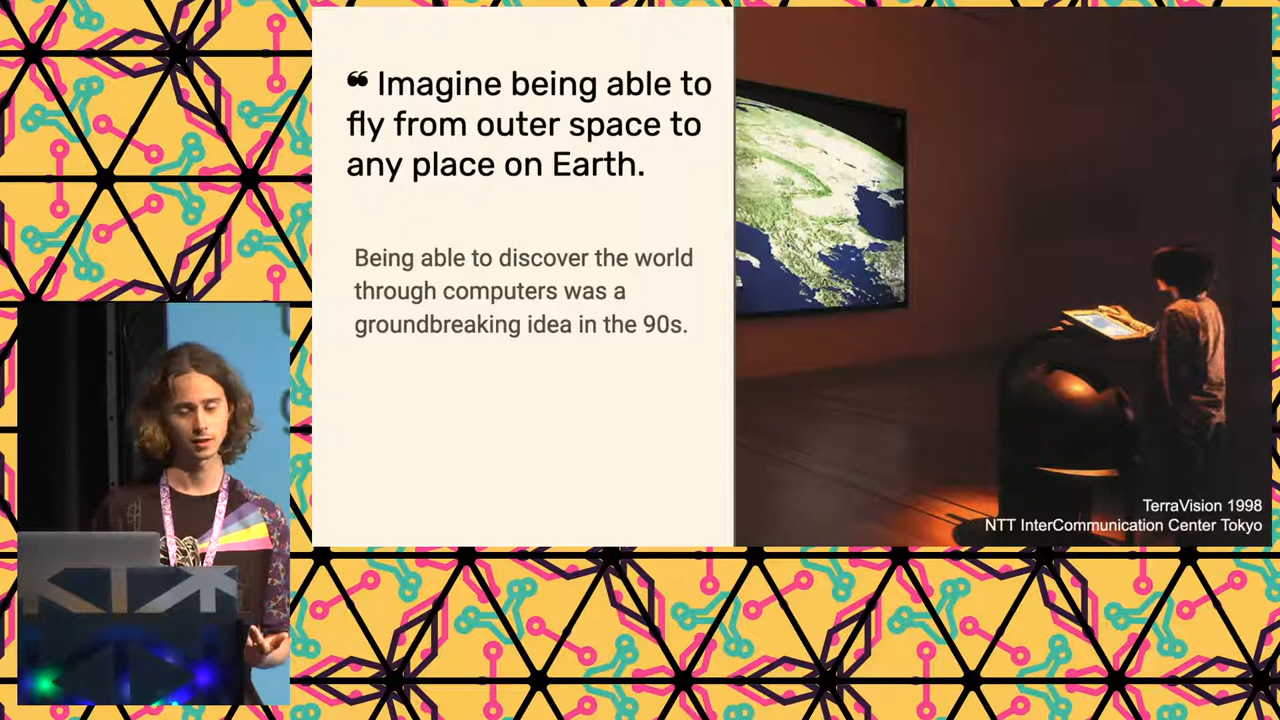 ❝ Imagine being able to
fly from outer space to
any place on Earth.
Being able to discover the world
through computers was a
groundbreaking idea in the 90s.
TerraVision 1998
NTT InterCommunication Center Tokyo